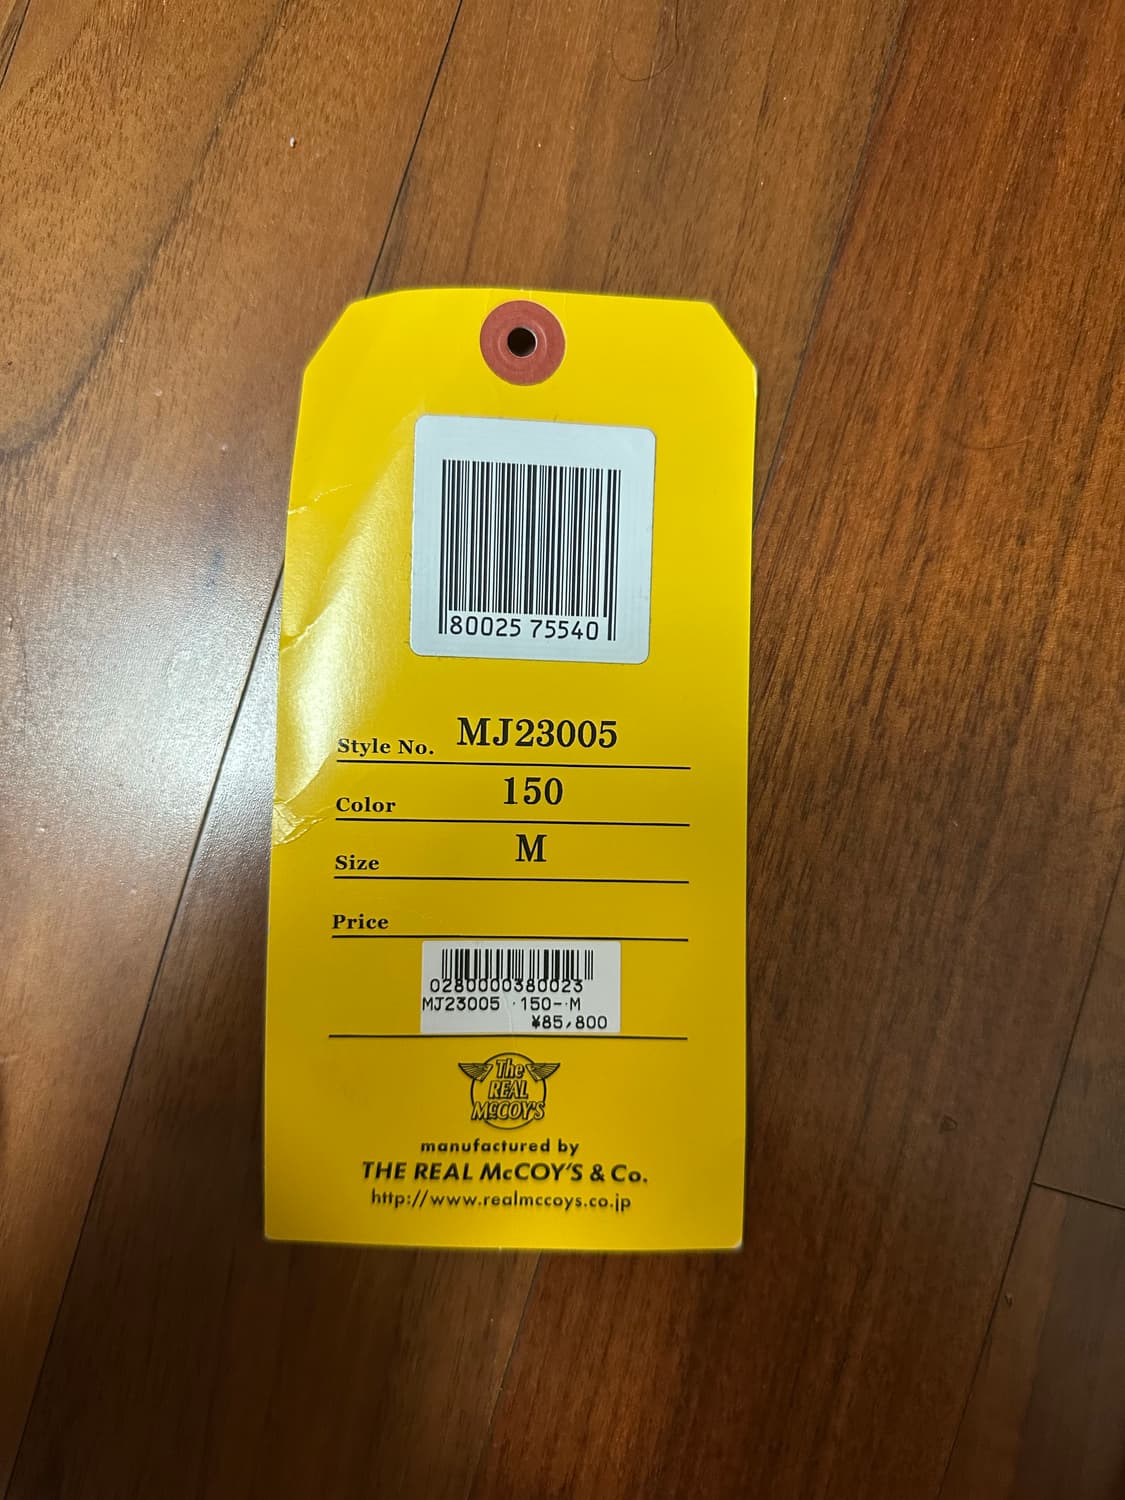 80025 75540
Style No. MJ23005
Color 150
Size M
Price
0280000380023
MJ23005 ·150-·M
¥85,800
The
REAL
McCOY'S
manufactured by
THE REAL McCOY'S & Co.
http://www.realmccoys.co.jp